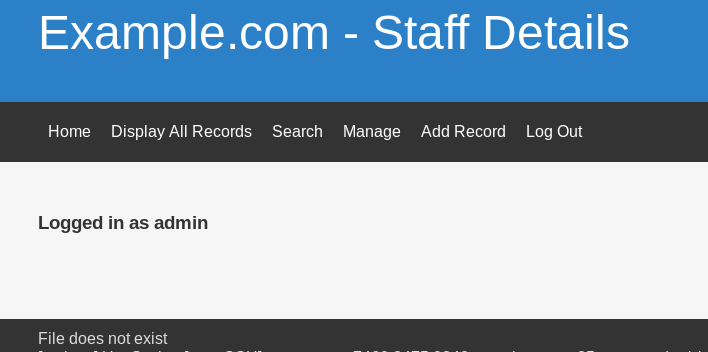 Example.com - Staff Details
Home Display All Records Search Manage Add Record Log Out
Logged in as admin
File does not exist